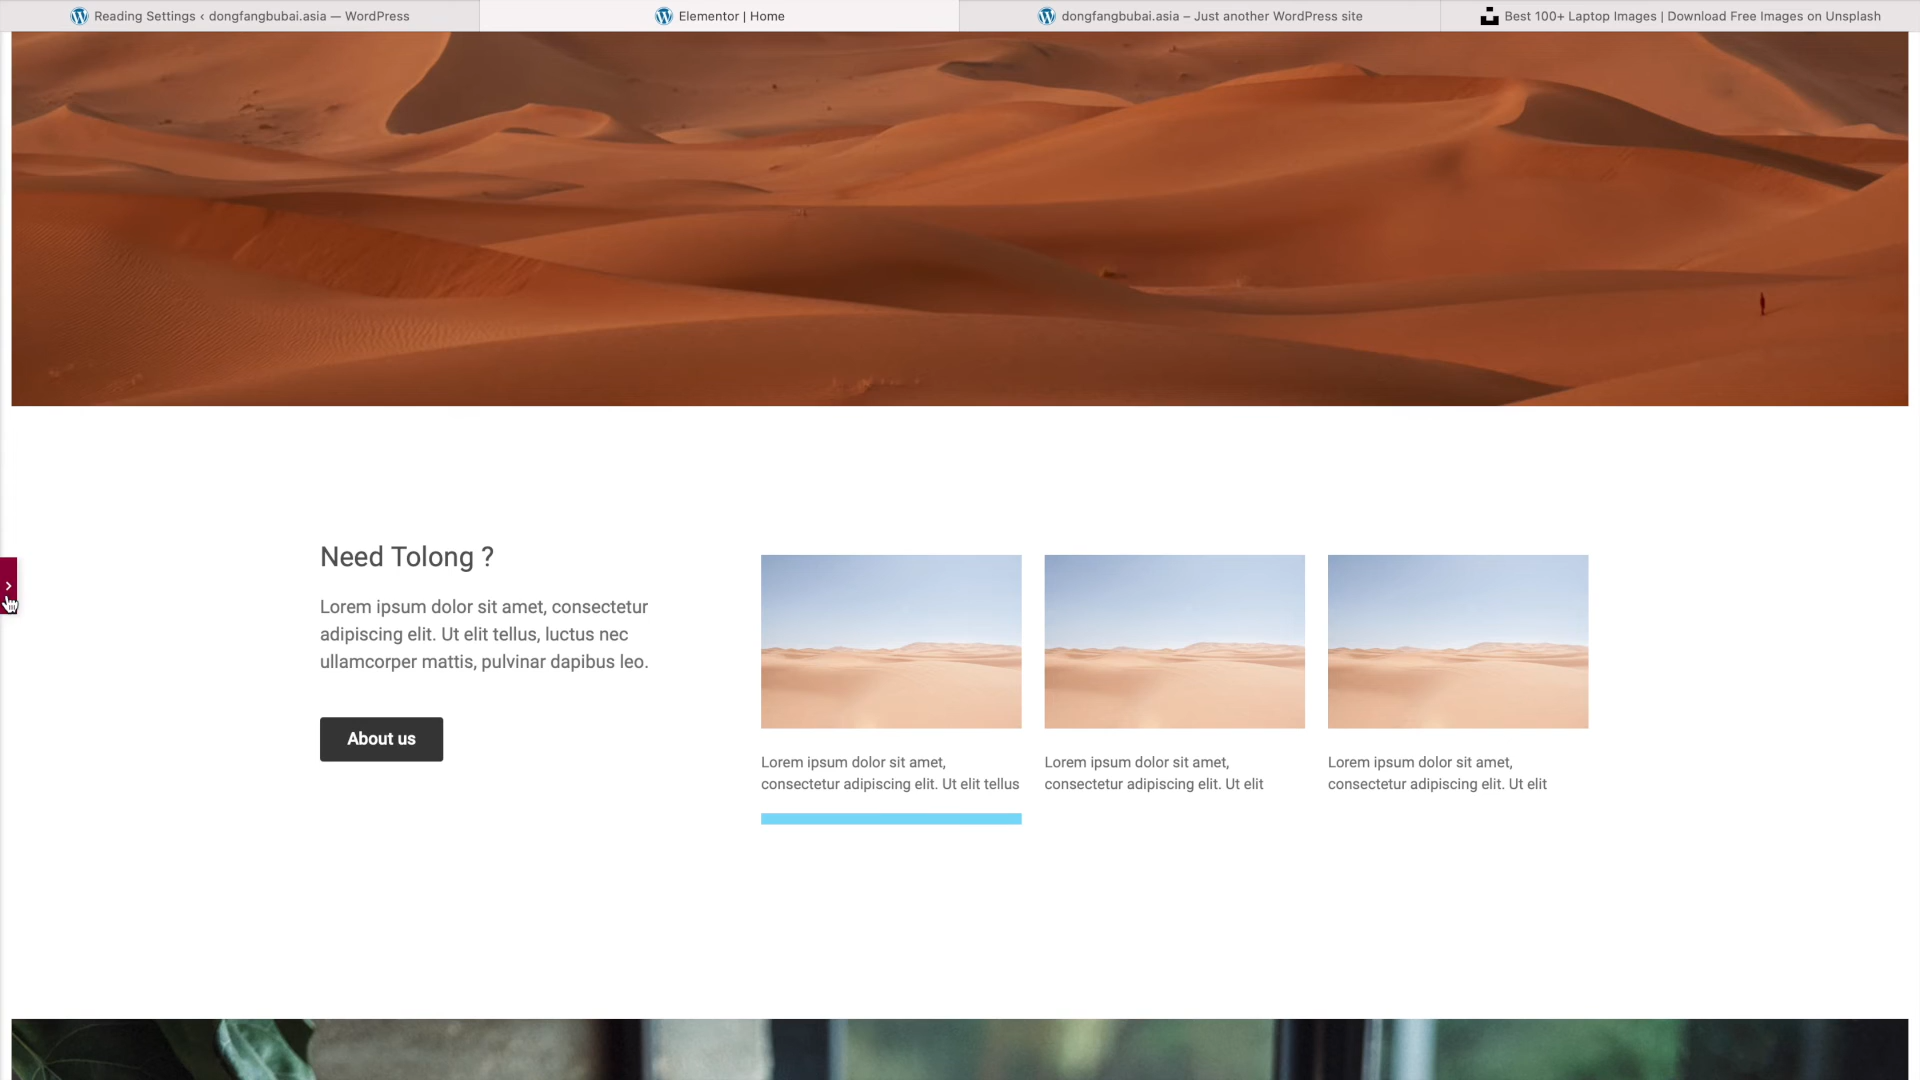 Reading Settings ‹ dongfangbubai.asia — WordPress
Elementor | Home
dongfangbubai.asia – Just another WordPress site
Best 100+ Laptop Images | Download Free Images on Unsplash
Need Tolong ?
Lorem ipsum dolor sit amet, consectetur
adipiscing elit. Ut elit tellus, luctus nec
ullamcorper mattis, pulvinar dapibus leo.
About us
Lorem ipsum dolor sit amet,
consectetur adipiscing elit. Ut elit tellus
Lorem ipsum dolor sit amet,
consectetur adipiscing elit. Ut elit
Lorem ipsum dolor sit amet,
consectetur adipiscing elit. Ut elit